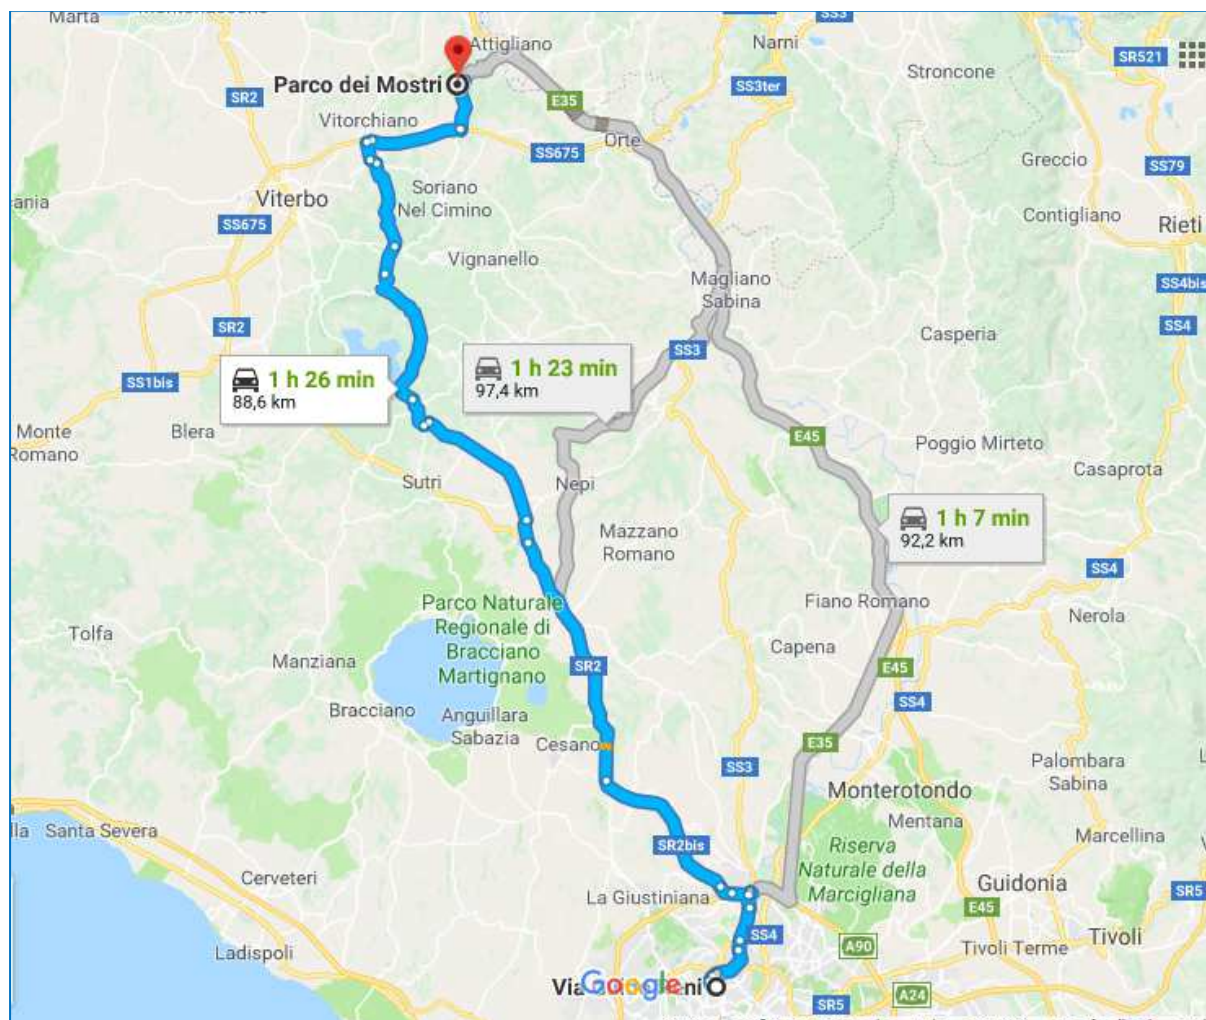 Marta
SS3
SS3
Attigliano
Narni
SR521
Parco dei Mostri
Stroncone
SR2
SS3ter
E35
Vitorchiano
Orte
SS675
Greccio
SS79
Soriano
Nel Cimino
Viterbo
ania
Contigliano
Rieti
SS675
Vignanello
Magliano
Sabina
SS4bis
SR2
SS4
Casperia
SS3
1 h 26 min
88,6 km
1 h 23 min
97,4 km
SS1bis
Monte
Romano
Blera
E45
Poggio Mirteto
Casaprota
Sutri
Nepi
1 h 7 min
92,2 km
Mazzano
Romano
SS4
Parco Naturale
Regionale di
Bracciano
Martignano
Fiano Romano
Nerola
Tolfa
Capena
Manziana
SR2
E45
SS4
Bracciano
Anguillara
Sabazia
Cesano
E35
SS3
Palombara
Sabina
Monterotondo
Mentana
lla
Santa Severa
Marcellina
SR2bis
Riserva
Naturale della
Marcigliana
Cerveteri
La Giustiniana
Guidonia
SR5
E45
SS4
A90
Tivoli Terme
Tivoli
Ladispoli
Via
Google
eni
A24
SR5